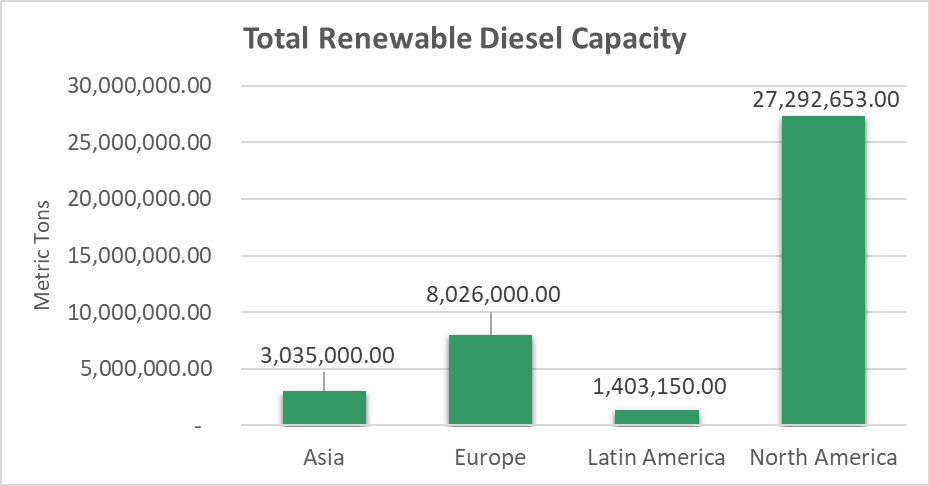 Total Renewable Diesel Capacity
30,000,000.00
25,000,000.00
20,000,000.00
15,000,000.00
10,000,000.00
5,000,000.00
-
Metric Tons
3,035,000.00
8,026,000.00
1,403,150.00
27,292,653.00
Asia
Europe
Latin America
North America